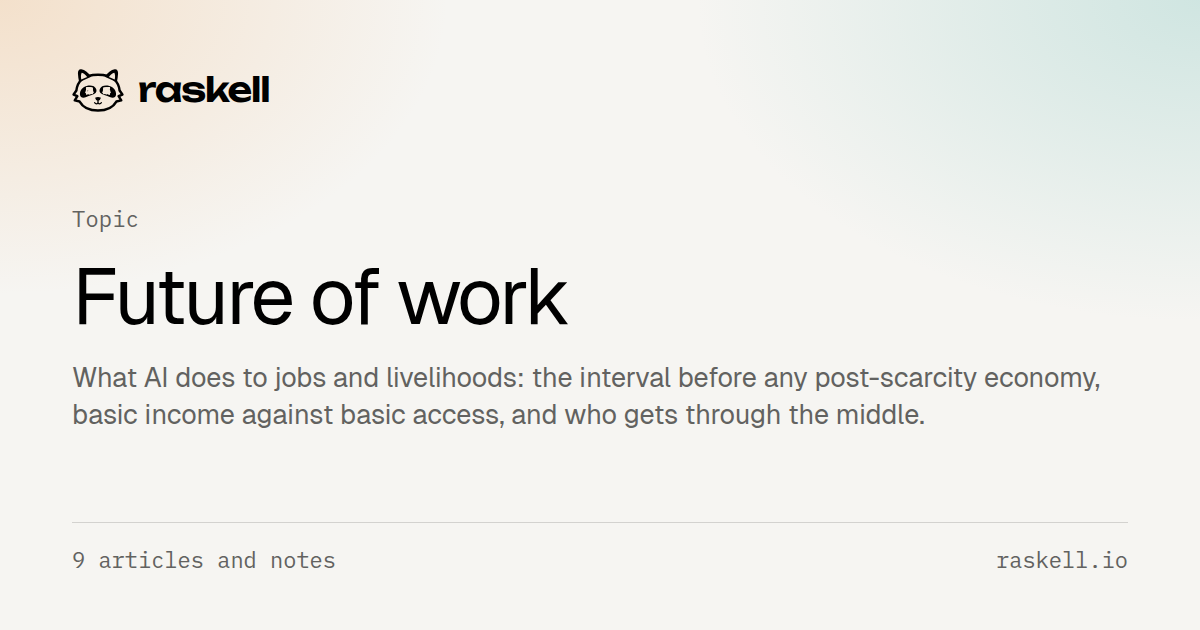 raskell
Topic
Future of work
What AI does to jobs and livelihoods: the interval before any post-scarcity economy,
basic income against basic access, and who gets through the middle.
9 articles and notes
raskell.io